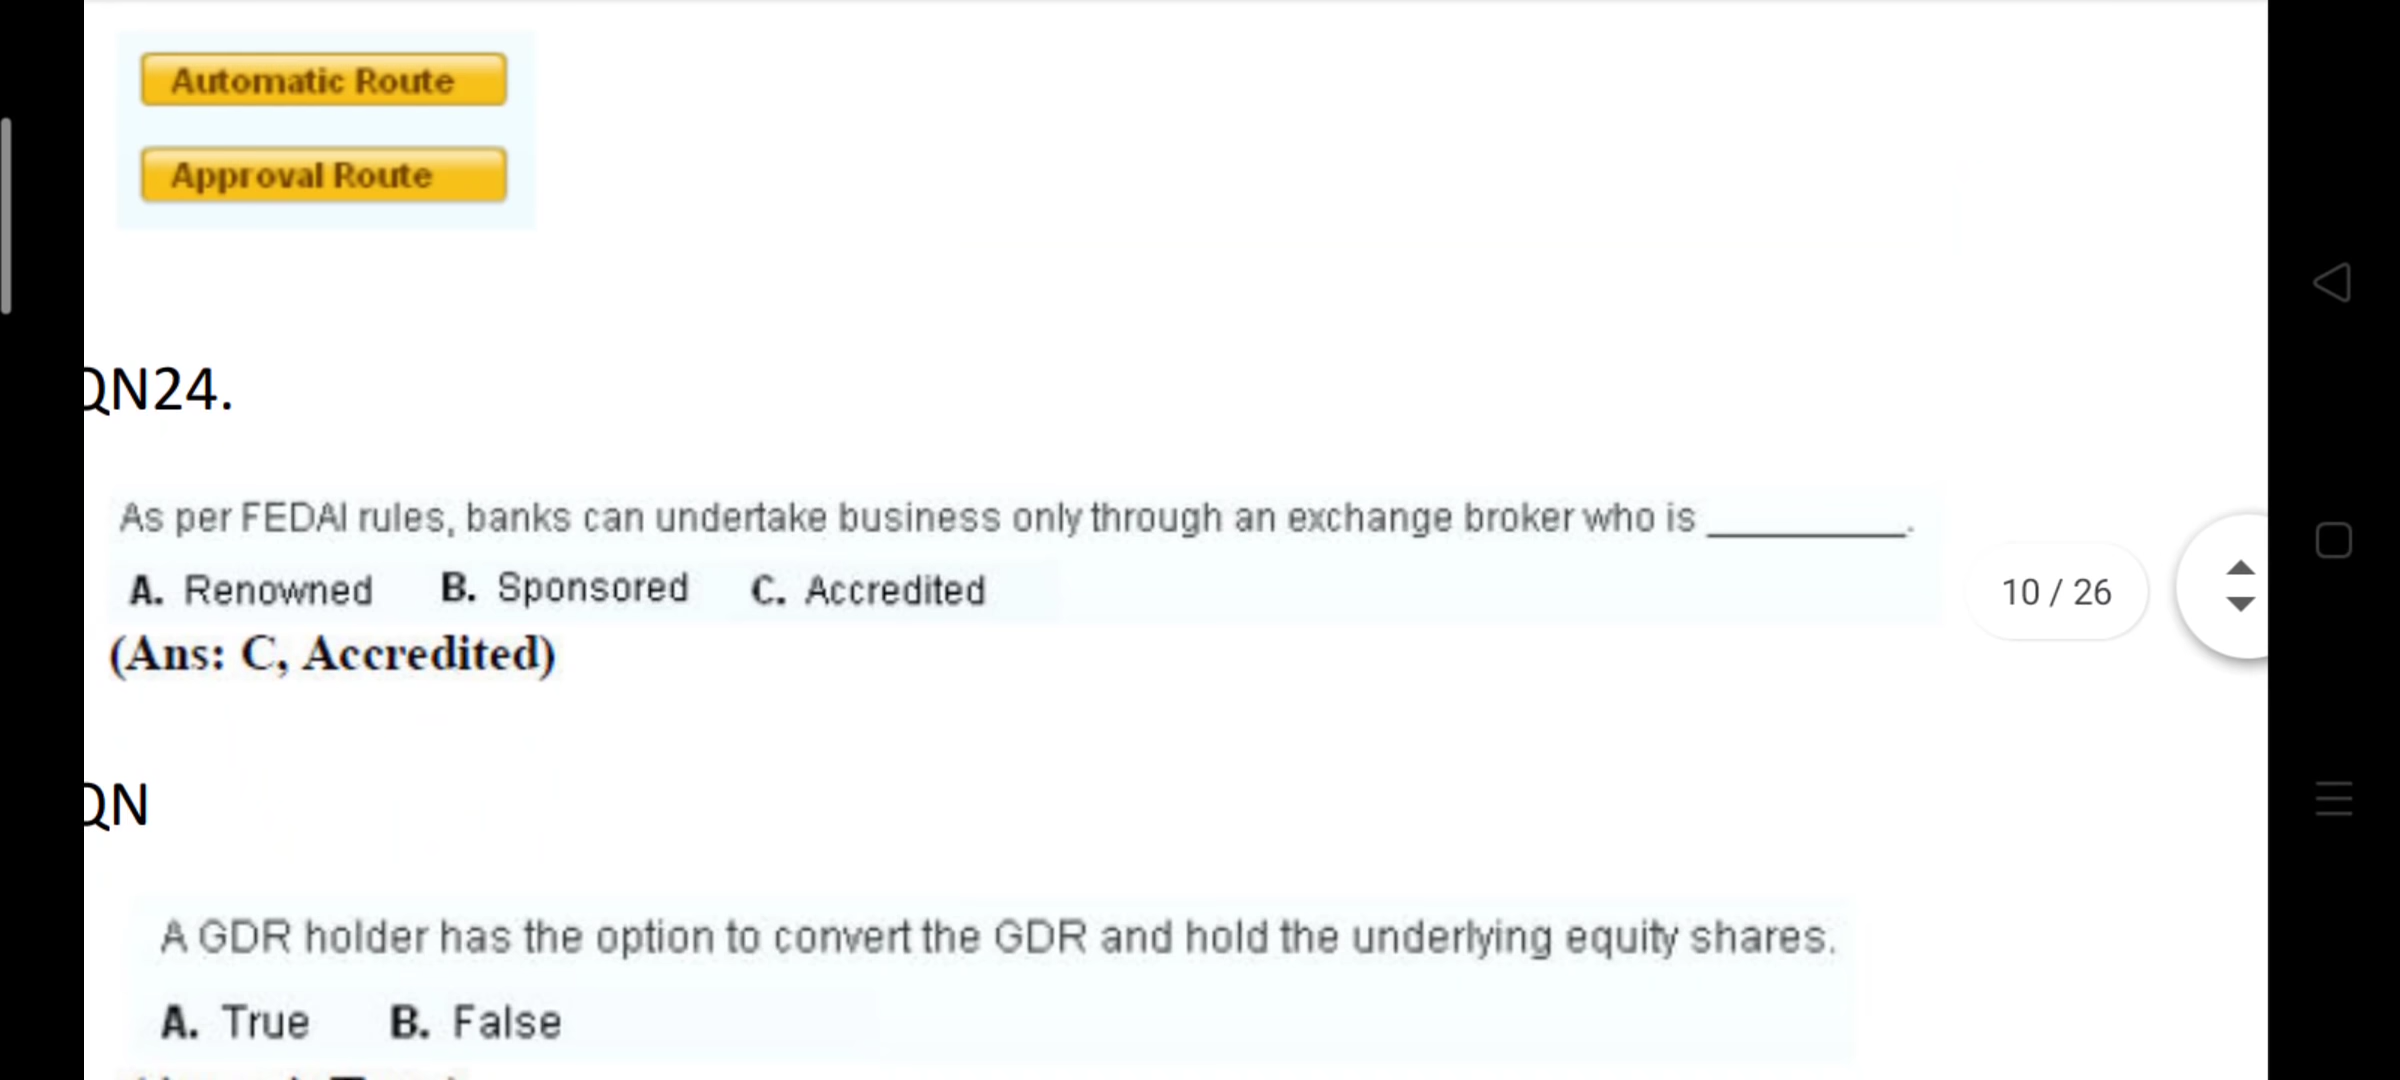 Automatic Route
Approval Route
QN24.
As per FEDAI rules, banks can undertake business only through an exchange broker who is ________.
A. Renowned B. Sponsored C. Accredited
(Ans: C, Accredited)
10 / 26
QN
A GDR holder has the option to convert the GDR and hold the underlying equity shares.
A. True B. False